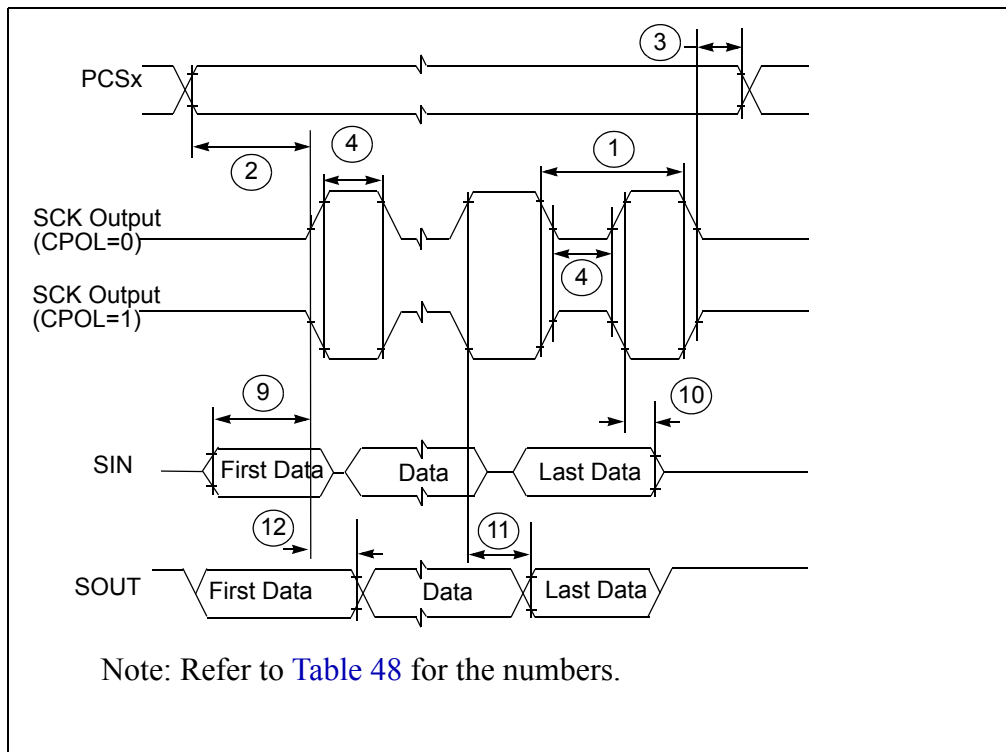 3
PCSx
2
4
1
SCK Output
(CPOL=0)
4
SCK Output
(CPOL=1)
9
10
SIN
First Data
Data
Last Data
12
11
SOUT
First Data
Data
Last Data
Note: Refer to Table 48 for the numbers.